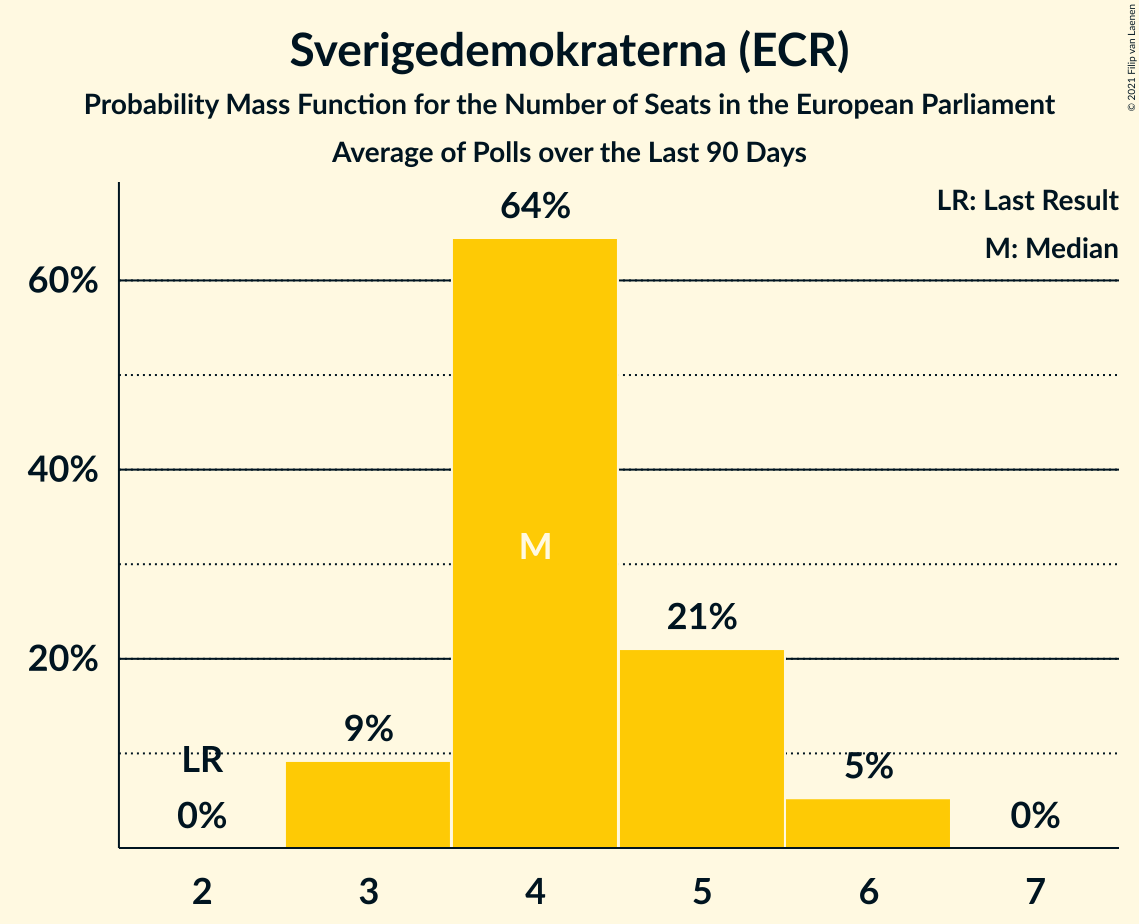 Sverigedemokraterna (ECR)
Probability Mass Function for the Number of Seats in the European Parliament
Average of Polls over the Last 90 Days
© 2021 Filip van Laenen
LR: Last Result
M: Median
64%
60%
40%
M
21%
20%
9%
LR
5%
0%
0%
2 3 4 5 6 7